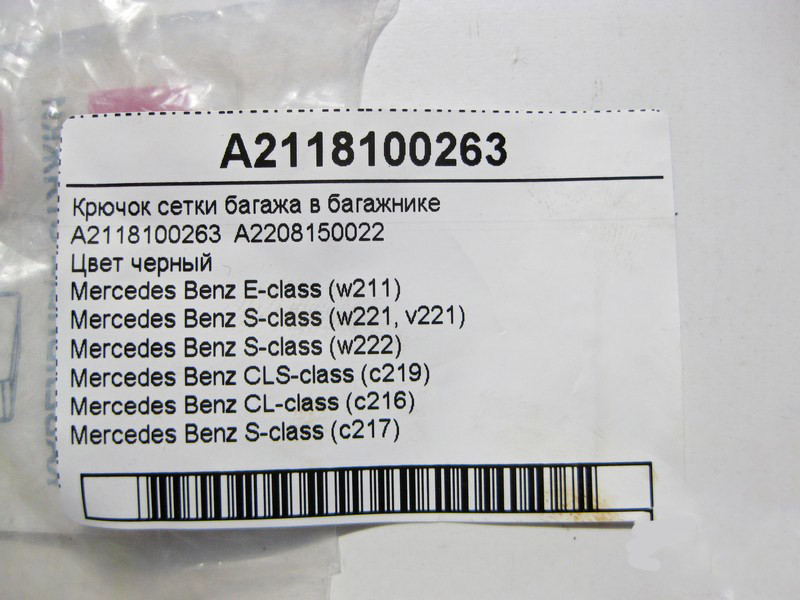 A2118100263
Крючок сетки багажа в багажнике
A2118100263 A2208150022
Цвет черный
Mercedes Benz E-class (w211)
Mercedes Benz S-class (w221, v221)
Mercedes Benz S-class (w222)
Mercedes Benz CLS-class (c219)
Mercedes Benz CL-class (c216)
Mercedes Benz S-class (c217)